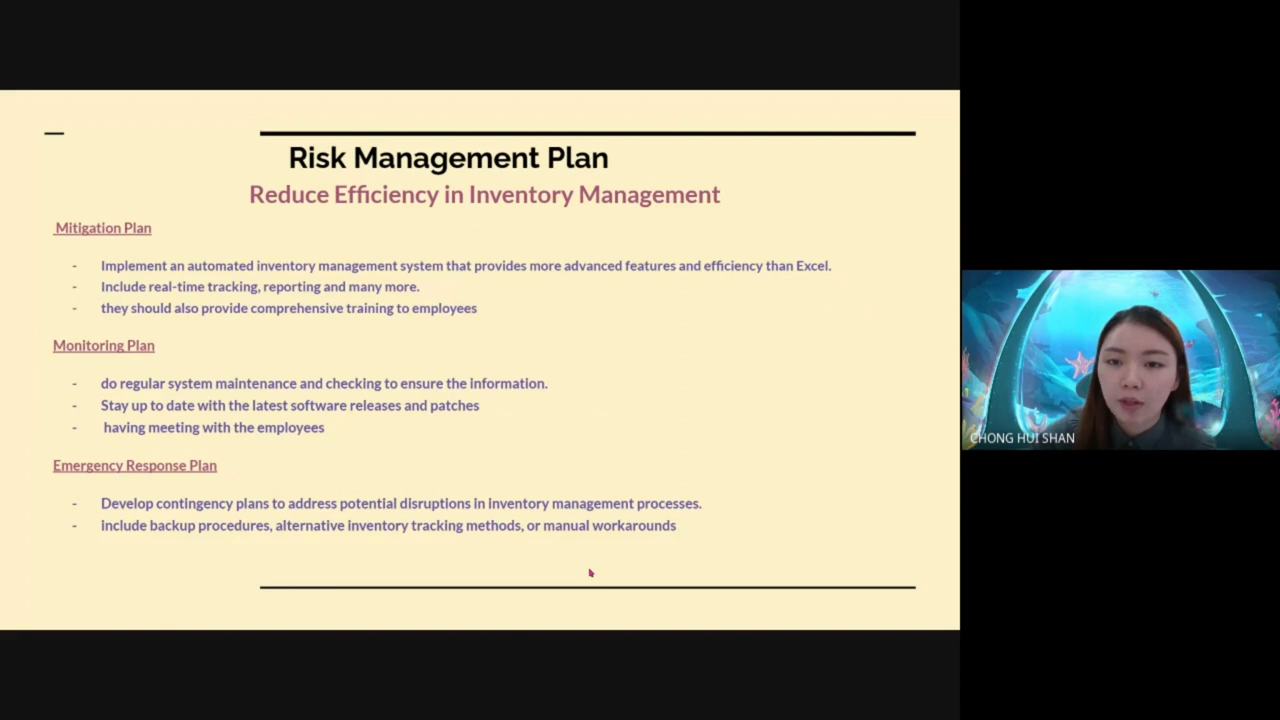 Risk Management Plan
Reduce Efficiency in Inventory Management
Mitigation Plan
- Implement an automated inventory management system that provides more advanced features and efficiency than Excel.
- Include real-time tracking, reporting and many more.
- they should also provide comprehensive training to employees
Monitoring Plan
- do regular system maintenance and checking to ensure the information.
- Stay up to date with the latest software releases and patches
- having meeting with the employees
Emergency Response Plan
- Develop contingency plans to address potential disruptions in inventory management processes.
- include backup procedures, alternative inventory tracking methods, or manual workarounds
CHONG HUI SHAN